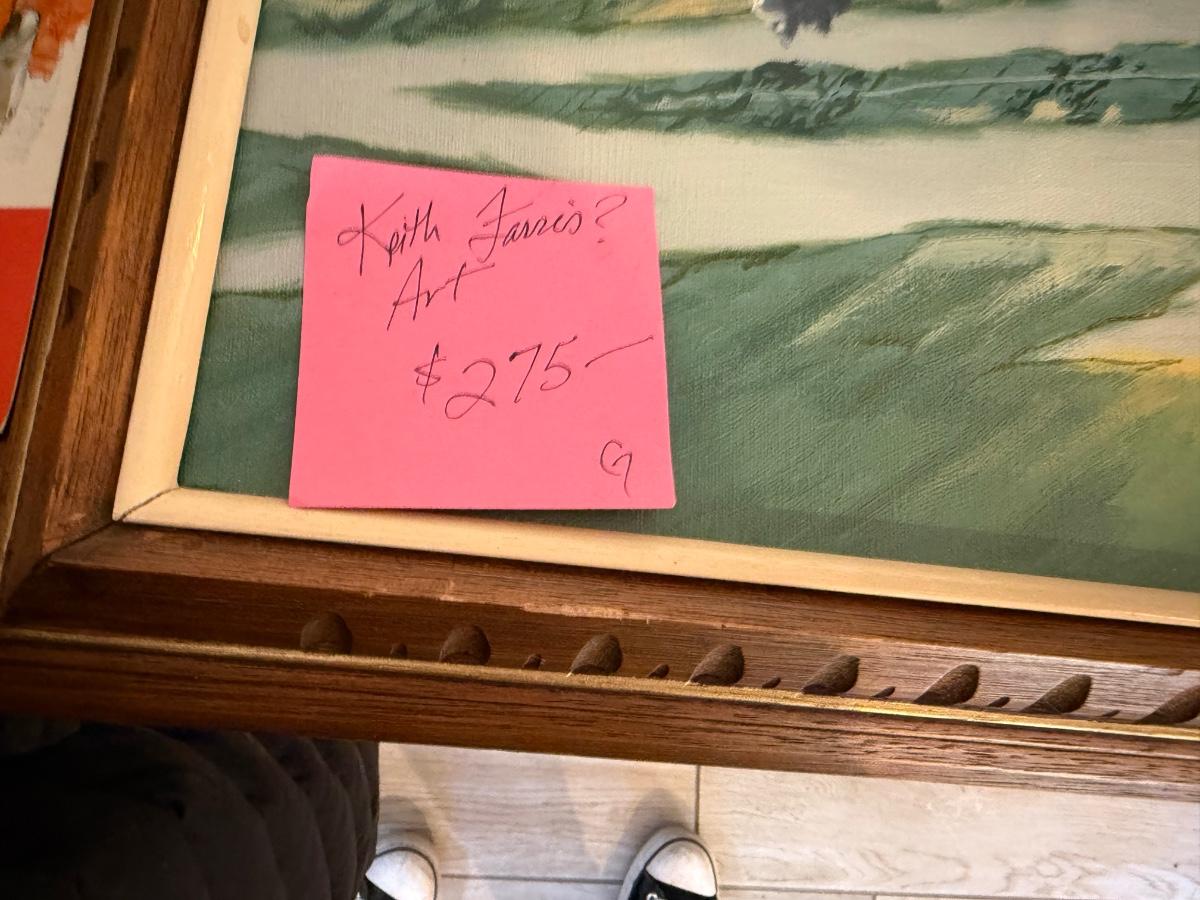 Keith Farris?
Art
$275-
G